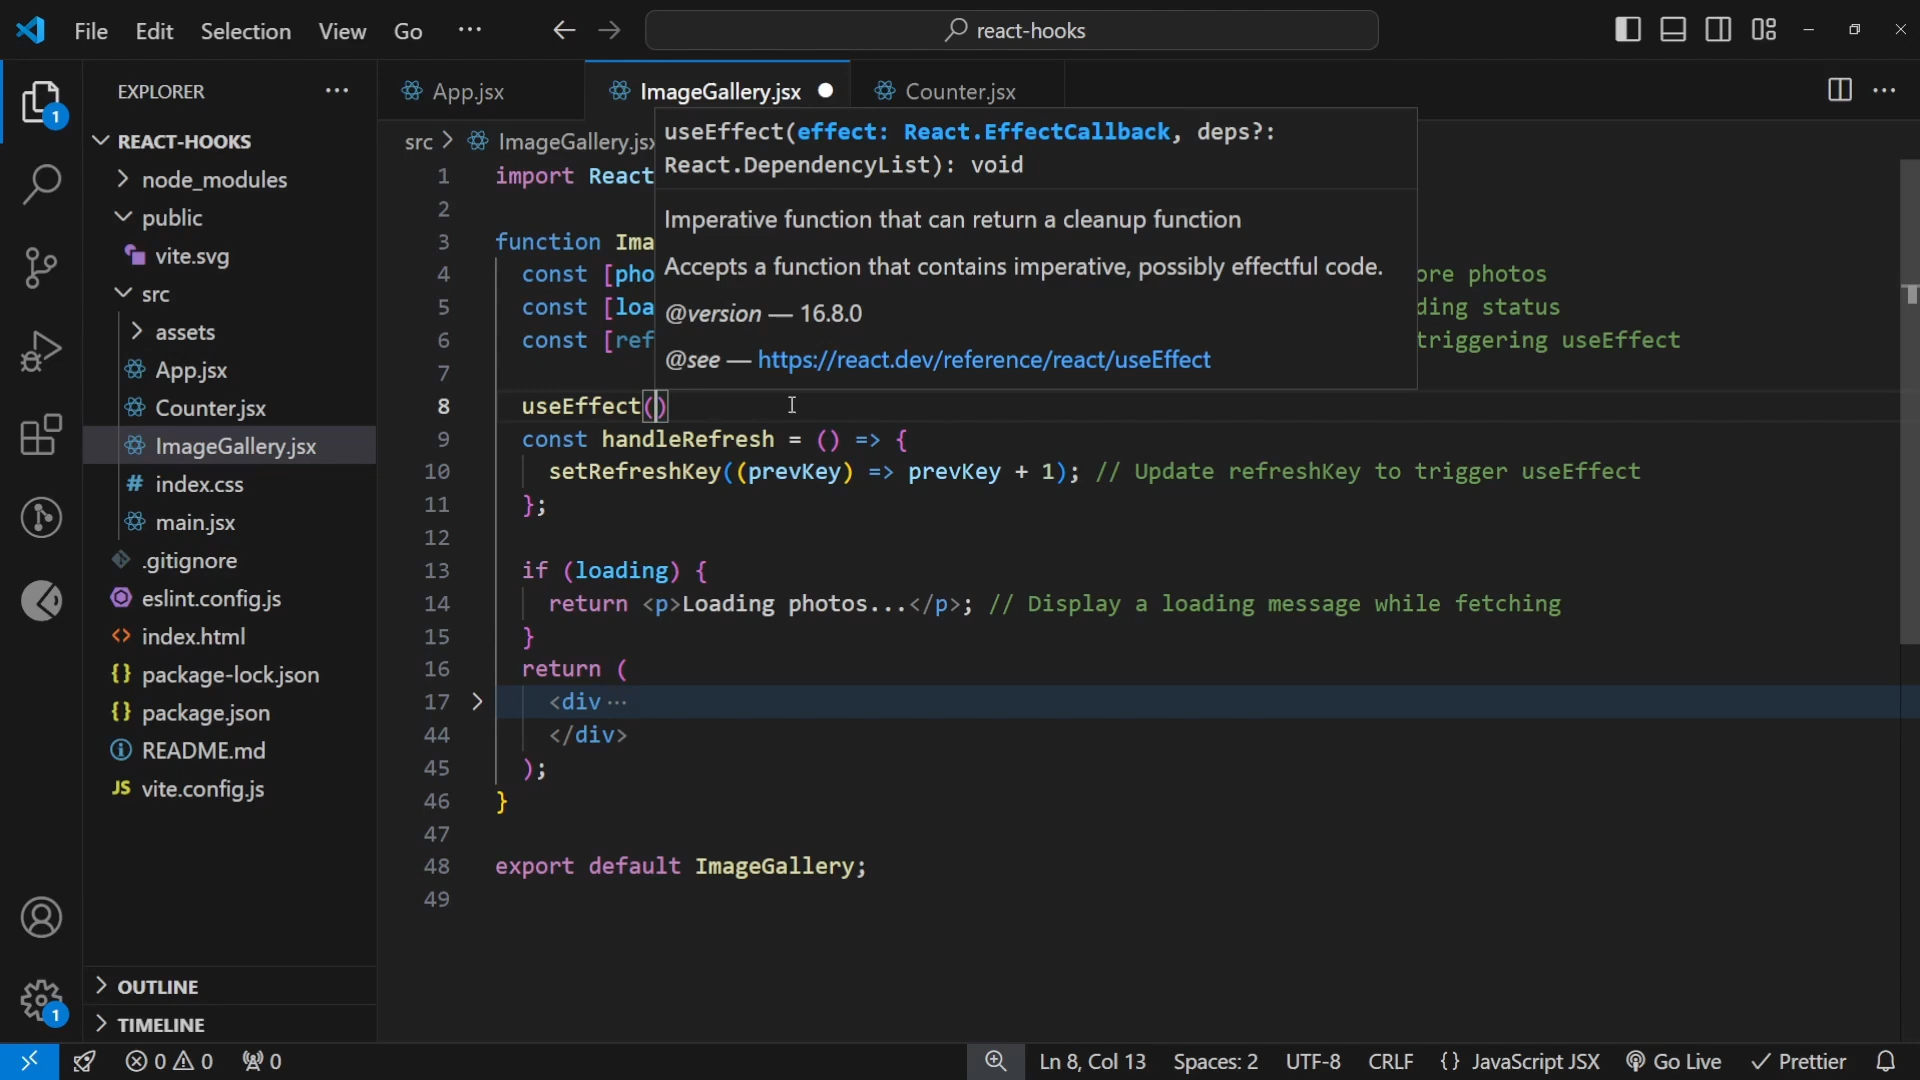 File Edit Selection View Go ··· react-hooks
EXPLORER ···
REACT-HOOKS
node_modules
public
vite.svg
src
assets
App.jsx
Counter.jsx
ImageGallery.jsx
index.css
main.jsx
.gitignore
eslint.config.js
index.html
package-lock.json
package.json
README.md
vite.config.js
OUTLINE
TIMELINE
App.jsx ImageGallery.jsx Counter.jsx
src > ImageGallery.jsx
useEffect(effect: React.EffectCallback, deps?:
React.DependencyList): void
Imperative function that can return a cleanup function
Accepts a function that contains imperative, possibly effectful code.
@version — 16.8.0
@see — https://react.dev/reference/react/useEffect
1 import React
2
3 function Ima
4 const [pho ore photos
5 const [loa ding status
6 const [ref triggering useEffect
7
8 useEffect()
9 const handleRefresh = () => {
10 setRefreshKey((prevKey) => prevKey + 1); // Update refreshKey to trigger useEffect
11 };
12
13 if (loading) {
14 return <p>Loading photos...</p>; // Display a loading message while fetching
15 }
16 return (
17 <div ···
44 </div>
45 );
46 }
47
48 export default ImageGallery;
49
1
1
0 0 0 Ln 8, Col 13 Spaces: 2 UTF-8 CRLF {} JavaScript JSX Go Live Prettier